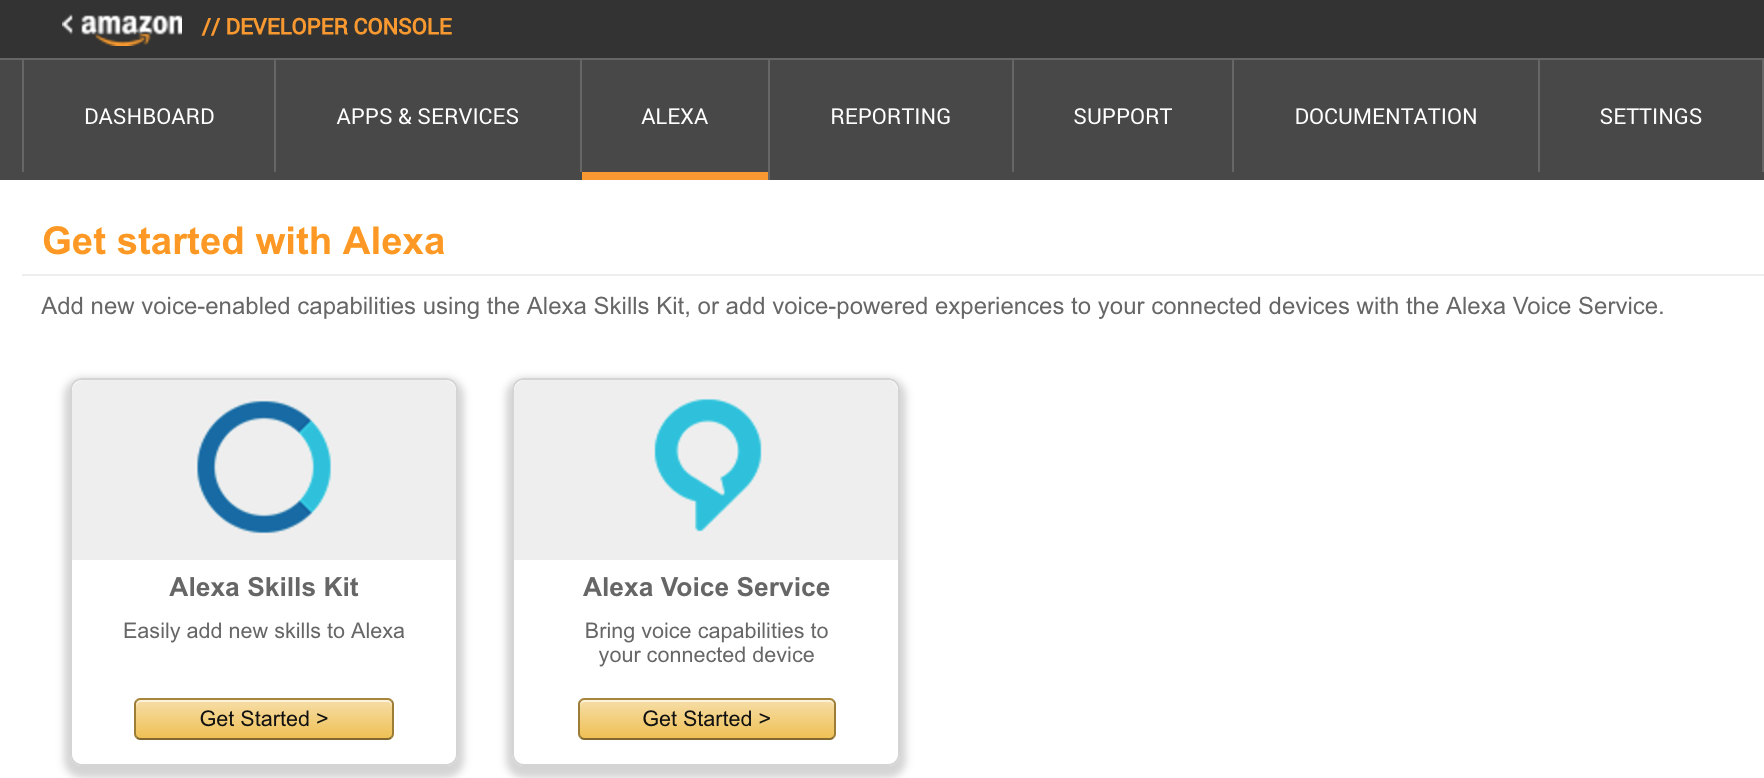 < amazon // DEVELOPER CONSOLE
DASHBOARD APPS & SERVICES ALEXA REPORTING SUPPORT DOCUMENTATION SETTINGS
Get started with Alexa
Add new voice-enabled capabilities using the Alexa Skills Kit, or add voice-powered experiences to your connected devices with the Alexa Voice Service.
Alexa Skills Kit
Easily add new skills to Alexa
Get Started >
Alexa Voice Service
Bring voice capabilities to
your connected device
Get Started >